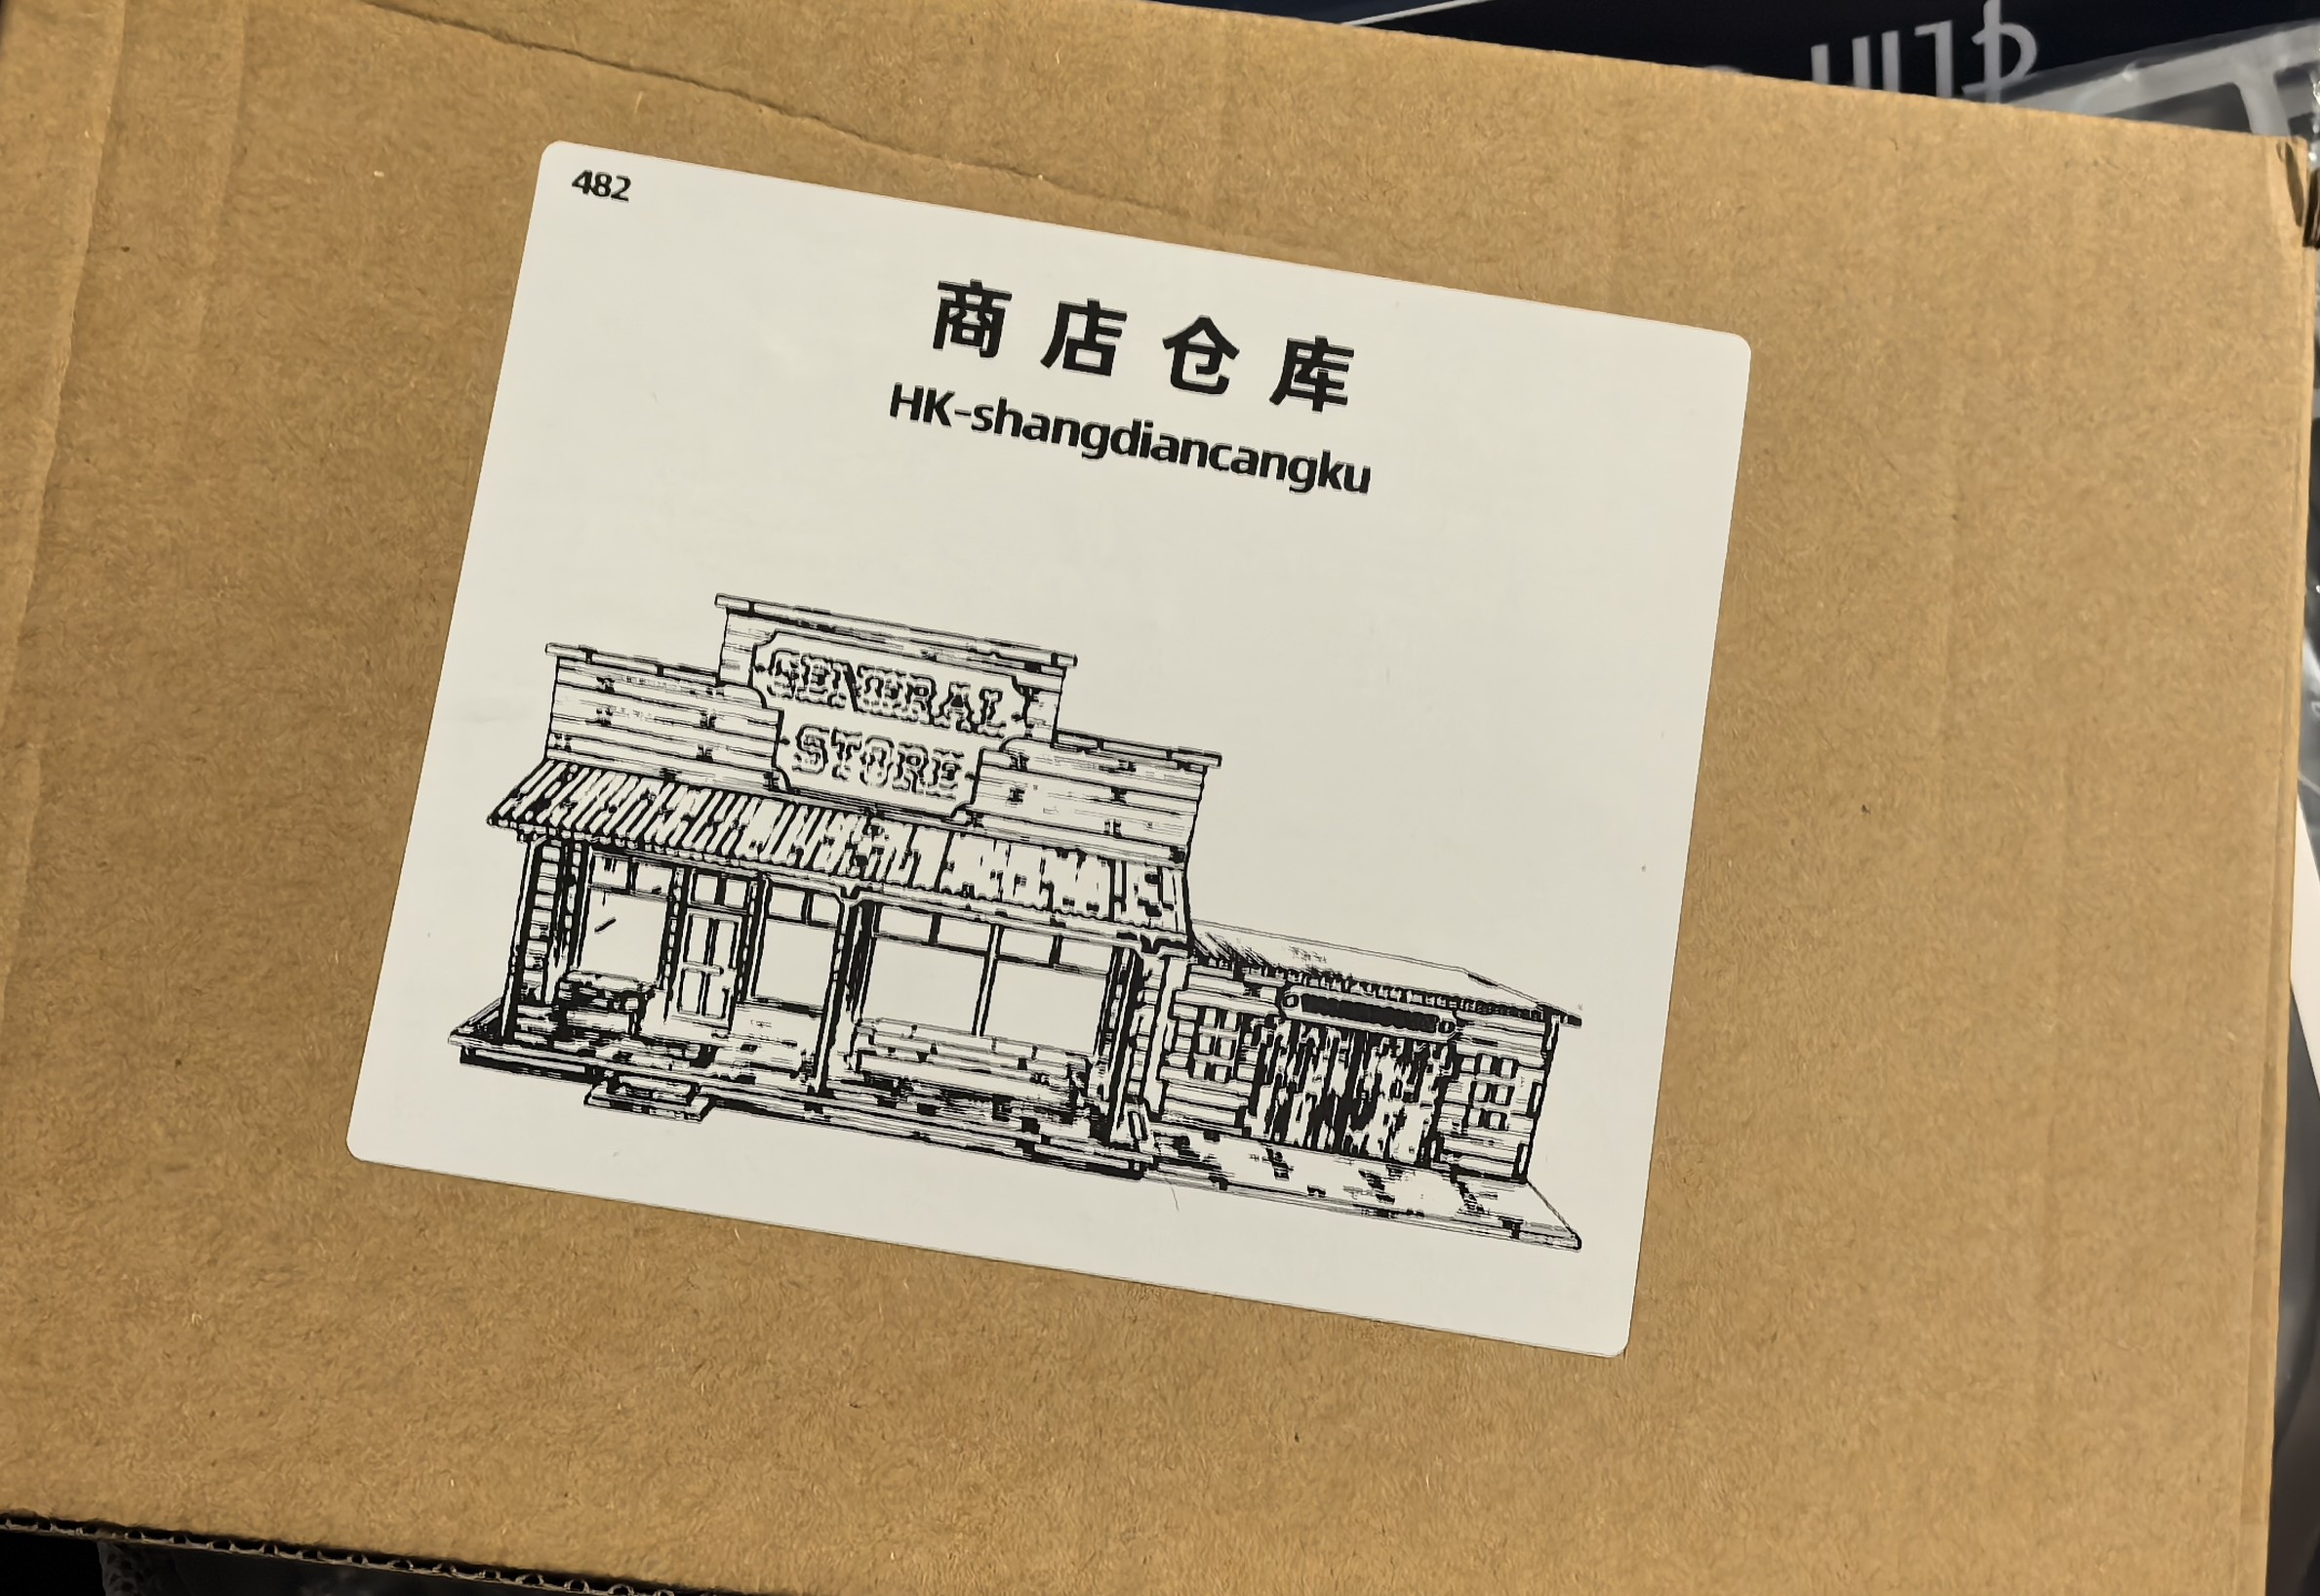 482
商店仓库
HK-shangdiancangku
GENERAL
STORE